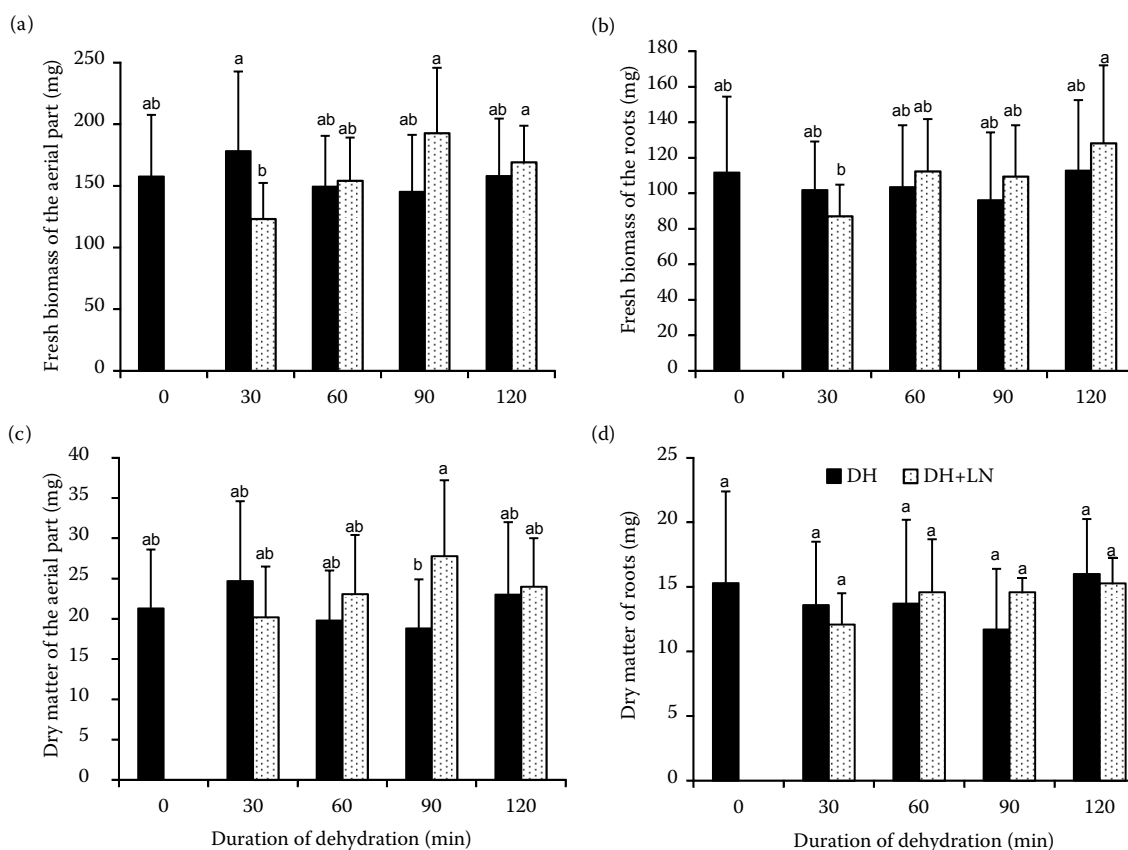 (a)
Fresh biomass of the aerial part (mg)
250
200
150
100
50
0
ab
a
b
ab
ab
ab
a
ab
a
0 30 60 90 120
(b)
Fresh biomass of the roots (mg)
180
160
140
120
100
80
60
40
20
0
ab
ab
b
ab
ab
ab
ab
ab
a
0 30 60 90 120
(c)
Dry matter of the aerial part (mg)
40
35
30
25
20
15
10
5
0
ab
ab
ab
ab
ab
b
a
ab
ab
0 30 60 90 120
Duration of dehydration (min)
(d)
Dry matter of roots (mg)
25
20
15
10
5
0
DH DH+LN
a
a
a
a
a
a
a
a
a
0 30 60 90 120
Duration of dehydration (min)